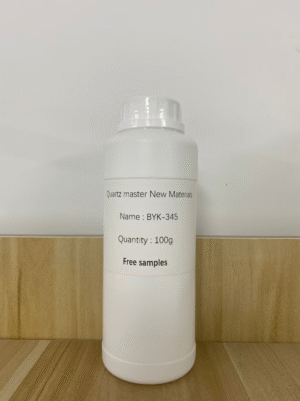 Quartz master New Materials
Name : BYK-345
Quantity : 100g
Free samples